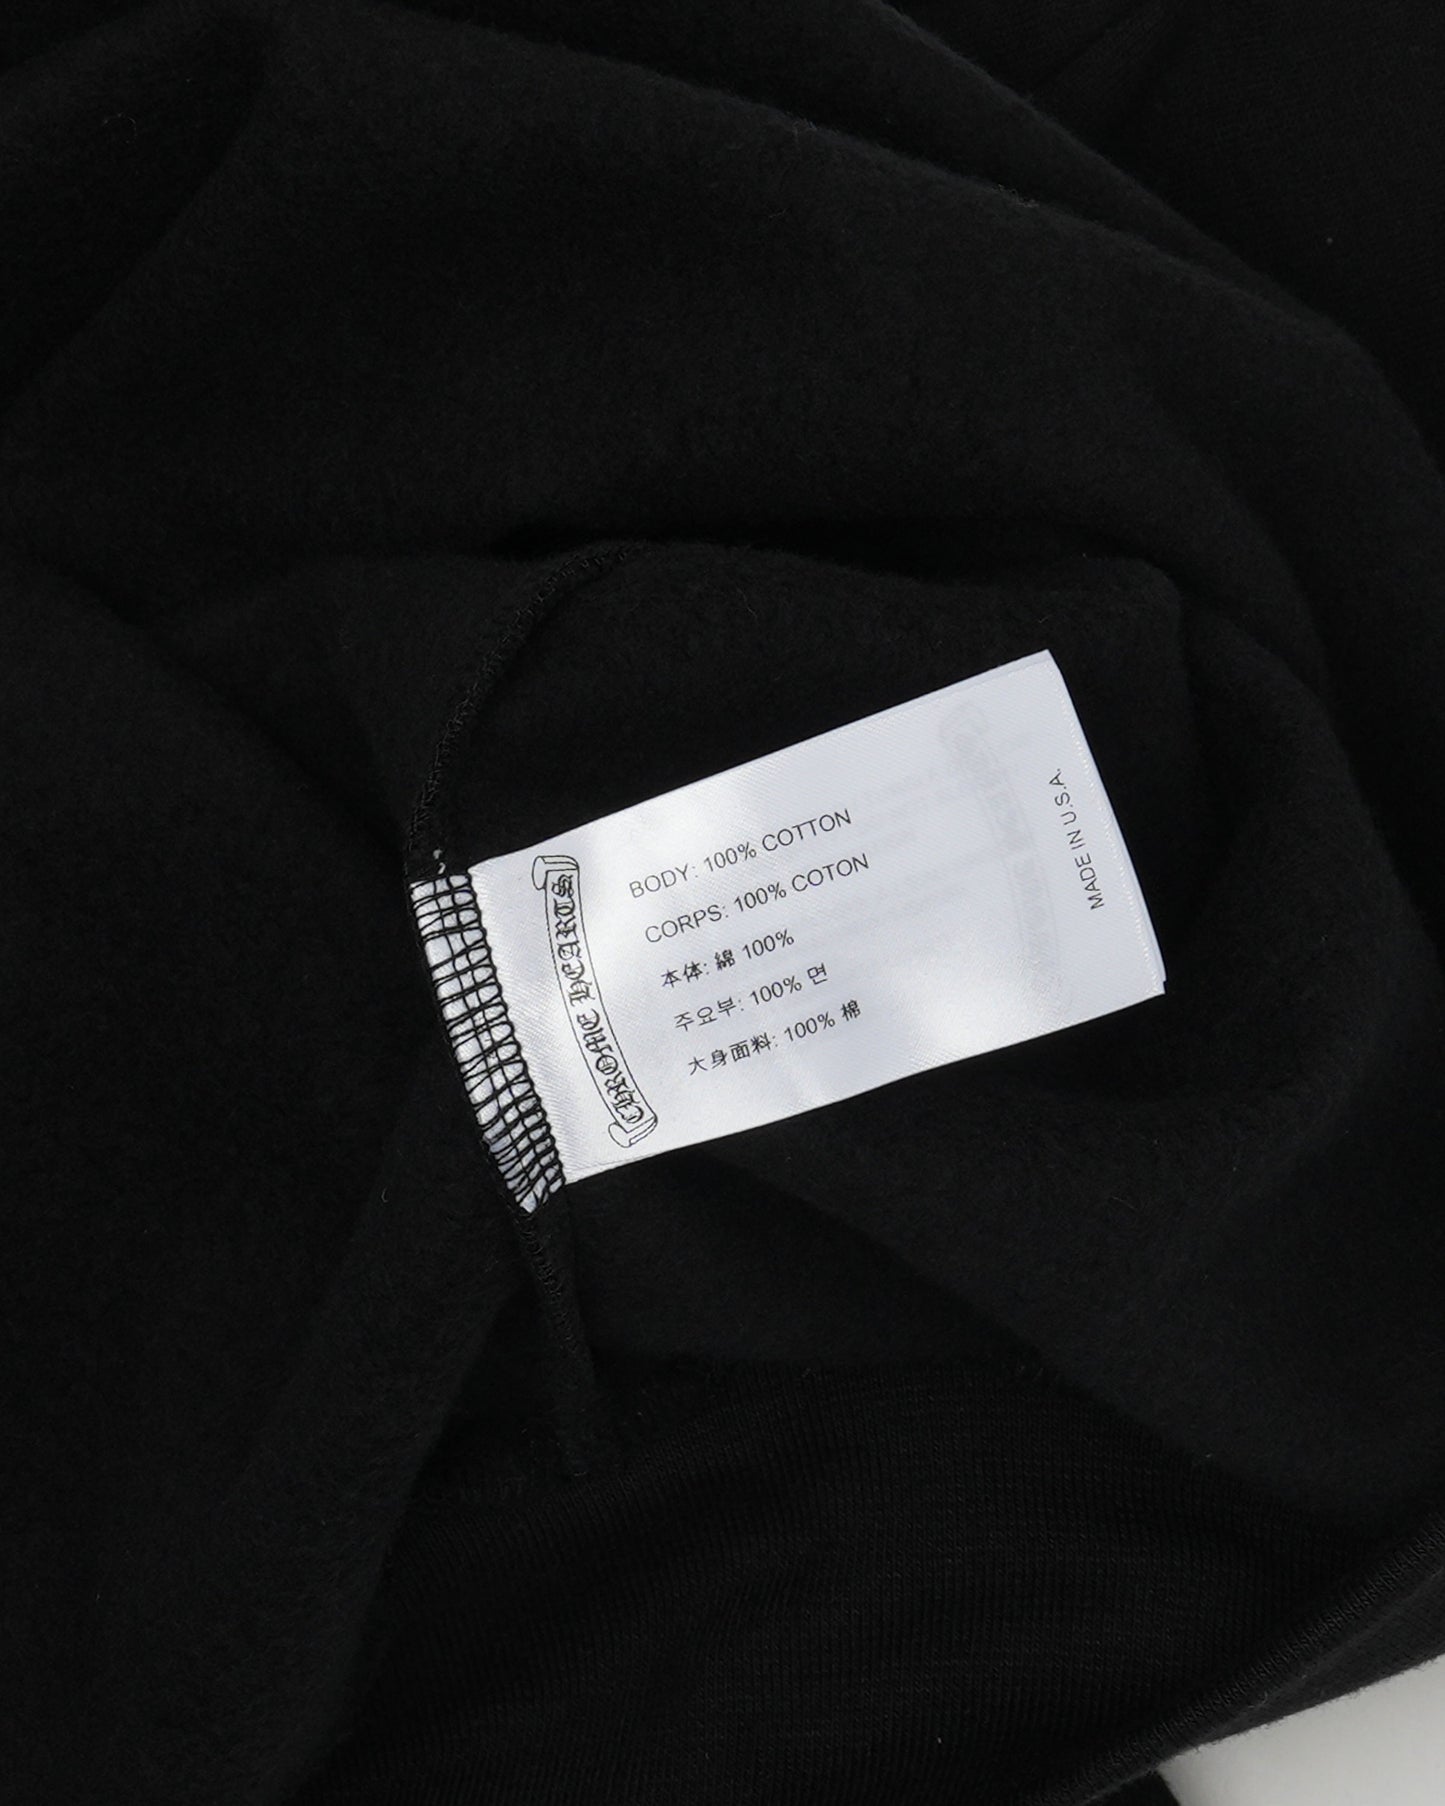 CHROME HEARTS
BODY: 100% COTTON
CORPS: 100% COTON
本体: 綿 100%
주요부: 100% 면
大身面料: 100% 棉
MADE IN U.S.A.